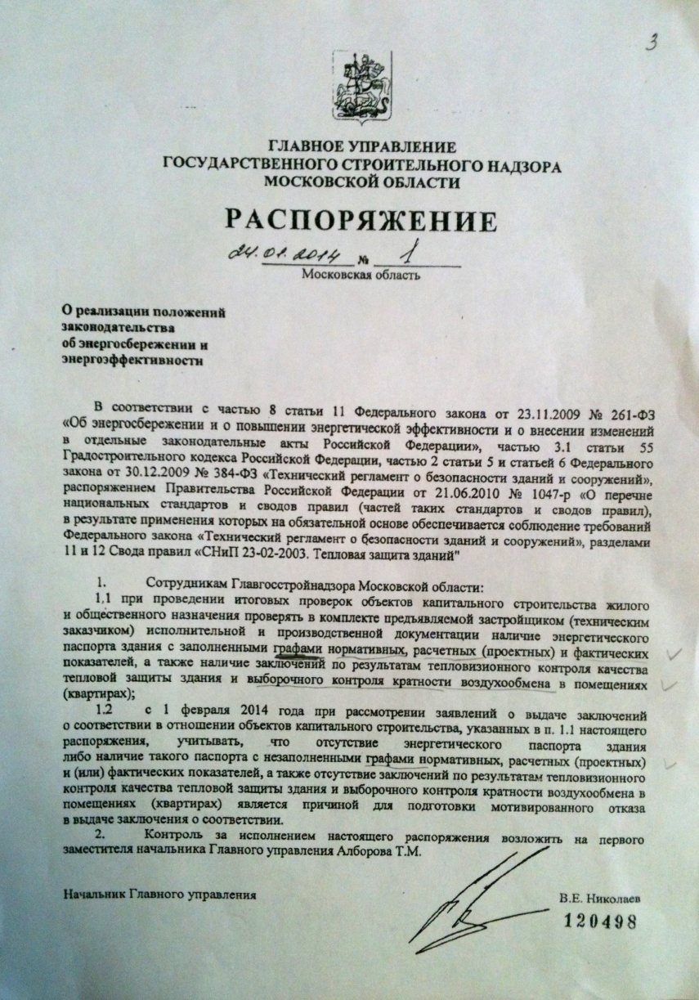 3
ГЛАВНОЕ УПРАВЛЕНИЕ
ГОСУДАРСТВЕННОГО СТРОИТЕЛЬНОГО НАДЗОРА
МОСКОВСКОЙ ОБЛАСТИ
РАСПОРЯЖЕНИЕ
24.01.2014 № 1
Московская область
О реализации положений
законодательства
об энергосбережении и
энергоэффективности
В соответствии с частью 8 статьи 11 Федерального закона от 23.11.2009 № 261-ФЗ
«Об энергосбережении и о повышении энергетической эффективности и о внесении изменений
в отдельные законодательные акты Российской Федерации», частью 3.1 статьи 55
Градостроительного кодекса Российской Федерации, частью 2 статьи 5 и статьей 6 Федерального
закона от 30.12.2009 № 384-ФЗ «Технический регламент о безопасности зданий и сооружений»,
распоряжением Правительства Российской Федерации от 21.06.2010 № 1047-р «О перечне
национальных стандартов и сводов правил (частей таких стандартов и сводов правил),
в результате применения которых на обязательной основе обеспечивается соблюдение требований
Федерального закона «Технический регламент о безопасности зданий и сооружений», разделами
11 и 12 Свода правил «СНиП 23-02-2003. Тепловая защита зданий"
1. Сотрудникам Главгосстройнадзора Московской области:
1.1 при проведении итоговых проверок объектов капитального строительства жилого
и общественного назначения проверять в комплекте предъявляемой застройщиком (техническим
заказчиком) исполнительной и производственной документации наличие энергетического
паспорта здания с заполненными графами нормативных, расчетных (проектных) и фактических
показателей, а также наличие заключений по результатам тепловизионного контроля качества
тепловой защиты здания и выборочного контроля кратности воздухообмена в помещениях
(квартирах);
1.2 с 1 февраля 2014 года при рассмотрении заявлений о выдаче заключений
о соответствии в отношении объектов капитального строительства, указанных в п. 1.1 настоящего
распоряжения, учитывать, что отсутствие энергетического паспорта здания
либо наличие такого паспорта с незаполненными графами нормативных, расчетных (проектных)
и (или) фактических показателей, а также отсутствие заключений по результатам тепловизионного
контроля качества тепловой защиты здания и выборочного контроля кратности воздухообмена в
помещениях (квартирах) является причиной для подготовки мотивированного отказа
в выдаче заключения о соответствии.
2. Контроль за исполнением настоящего распоряжения возложить на первого
заместителя начальника Главного управления Алборова Т.М.
Начальник Главного управления В.Е. Николаев
120498